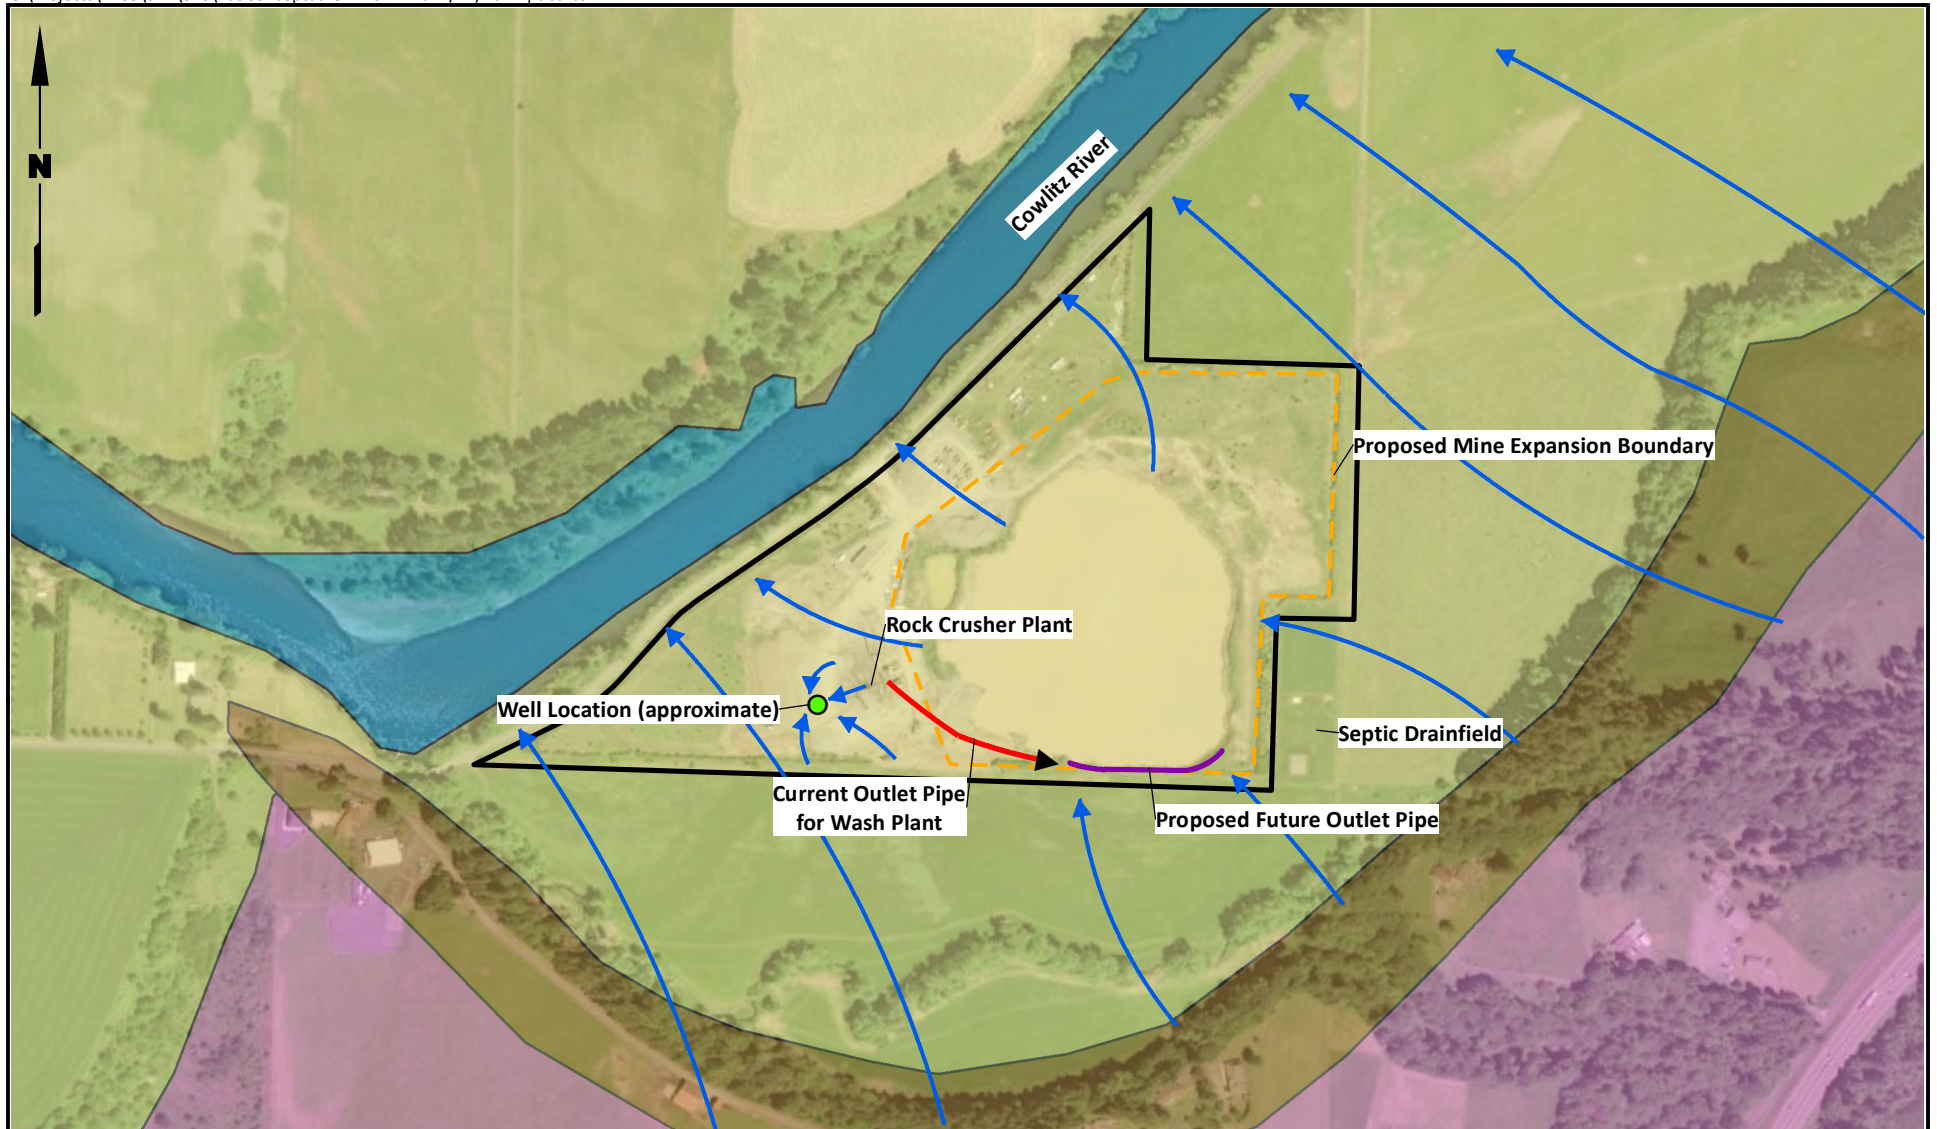 N
Cowlitz River
Proposed Mine Expansion Boundary
Rock Crusher Plant
Well Location (approximate)
Septic Drainfield
Current Outlet Pipe
for Wash Plant
Proposed Future Outlet Pipe